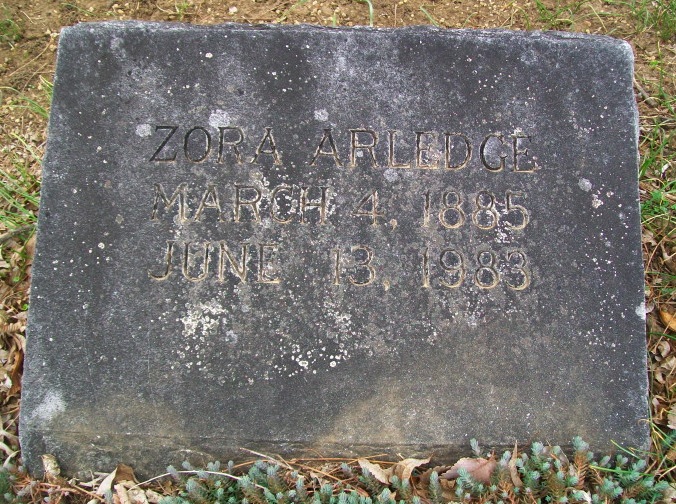 ZORA ARLEDGE
MARCH 4, 1885
JUNE 13, 1983